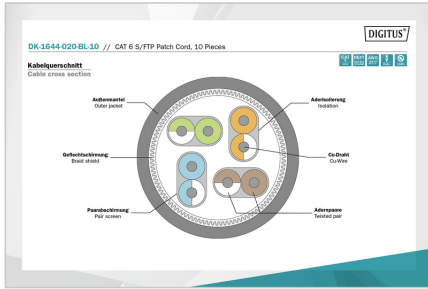 DIGITUS®
DK-1644-020-BL-10 // CAT 6 S/FTP Patch Cord, 10 Pieces
Kabelquerschnitt
Cable cross section
Außenmantel
Outer jacket
Aderisolierung
Isolation
Geflechtschirmung
Braid shield
Cu-Draht
Cu-Wire
Paarabschirmung
Pair screen
Adernpaare
Twisted pair